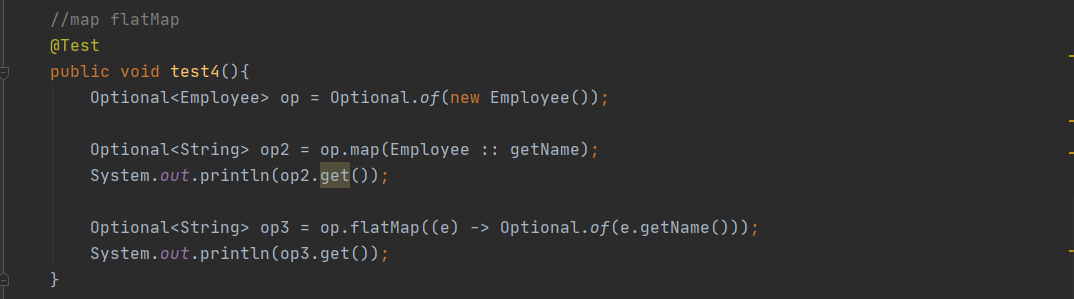 //map flatMap
@Test
public void test4(){
Optional<Employee> op = Optional.of(new Employee());
Optional<String> op2 = op.map(Employee :: getName);
System.out.println(op2.get());
Optional<String> op3 = op.flatMap((e) -> Optional.of(e.getName()));
System.out.println(op3.get());
}